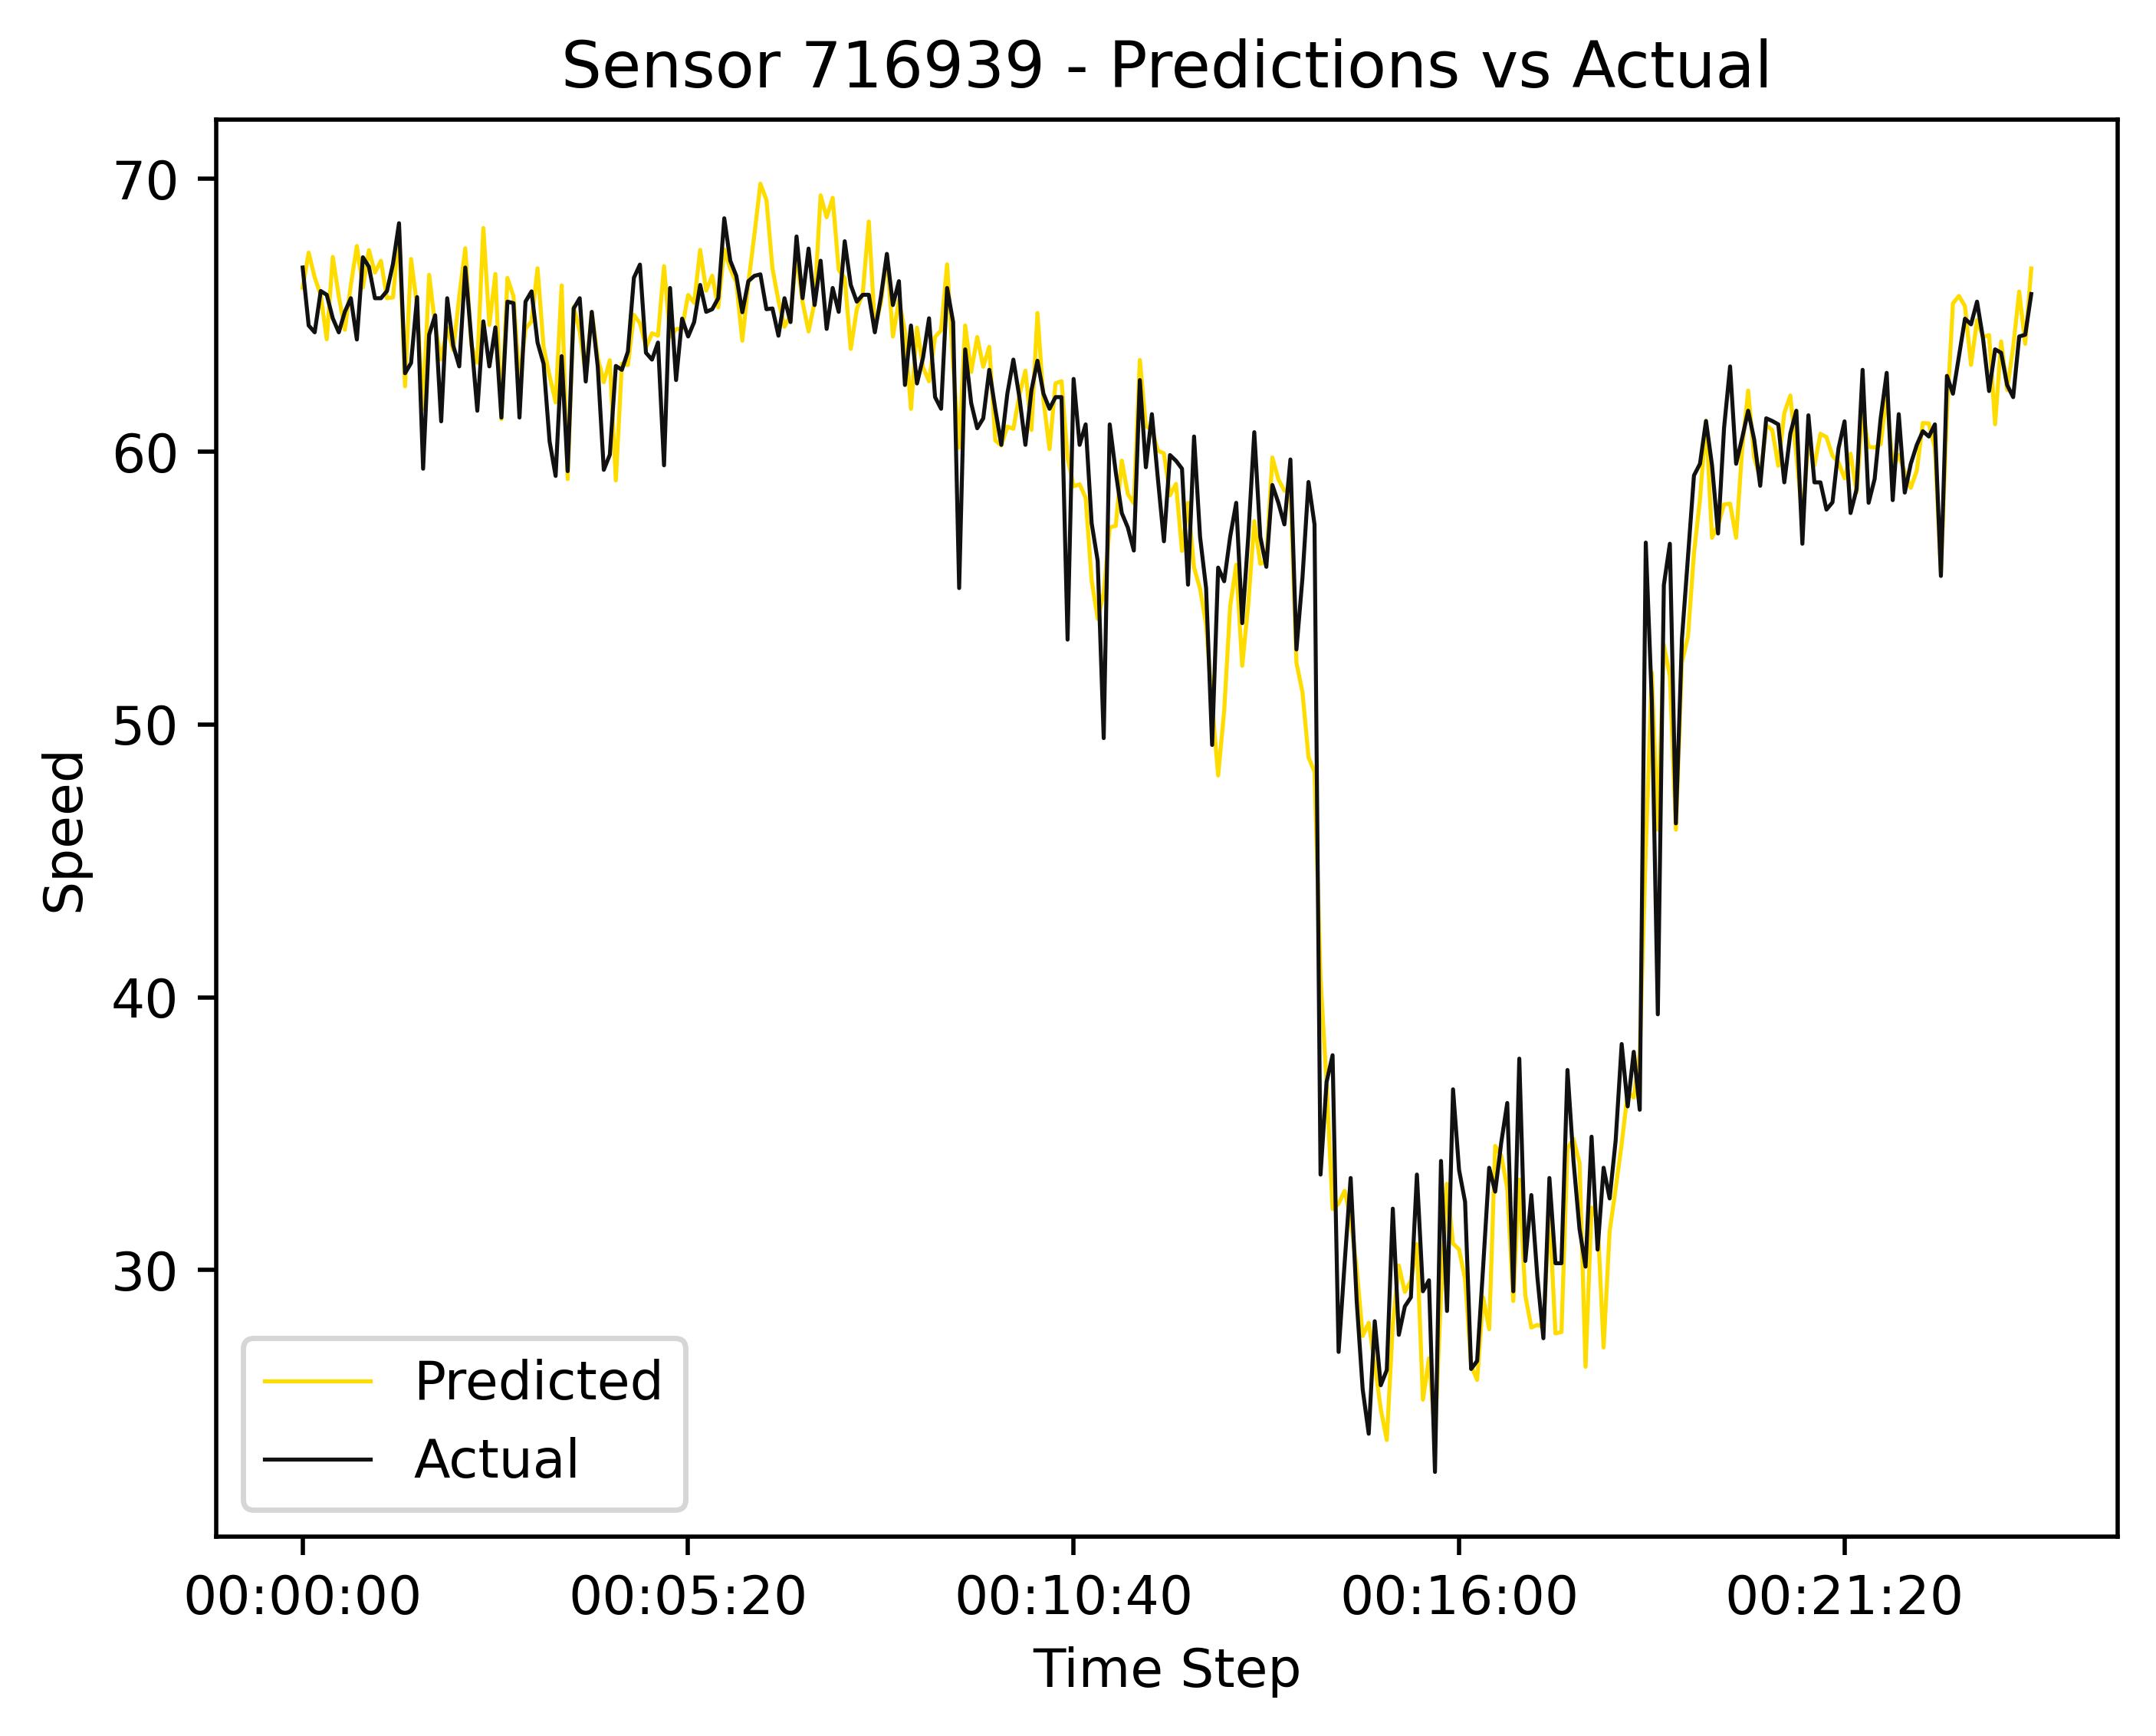 Sensor 716939 - Predictions vs Actual
70
60
50
40
30
Speed
Predicted
Actual
00:00:00 00:05:20 00:10:40 00:16:00 00:21:20
Time Step